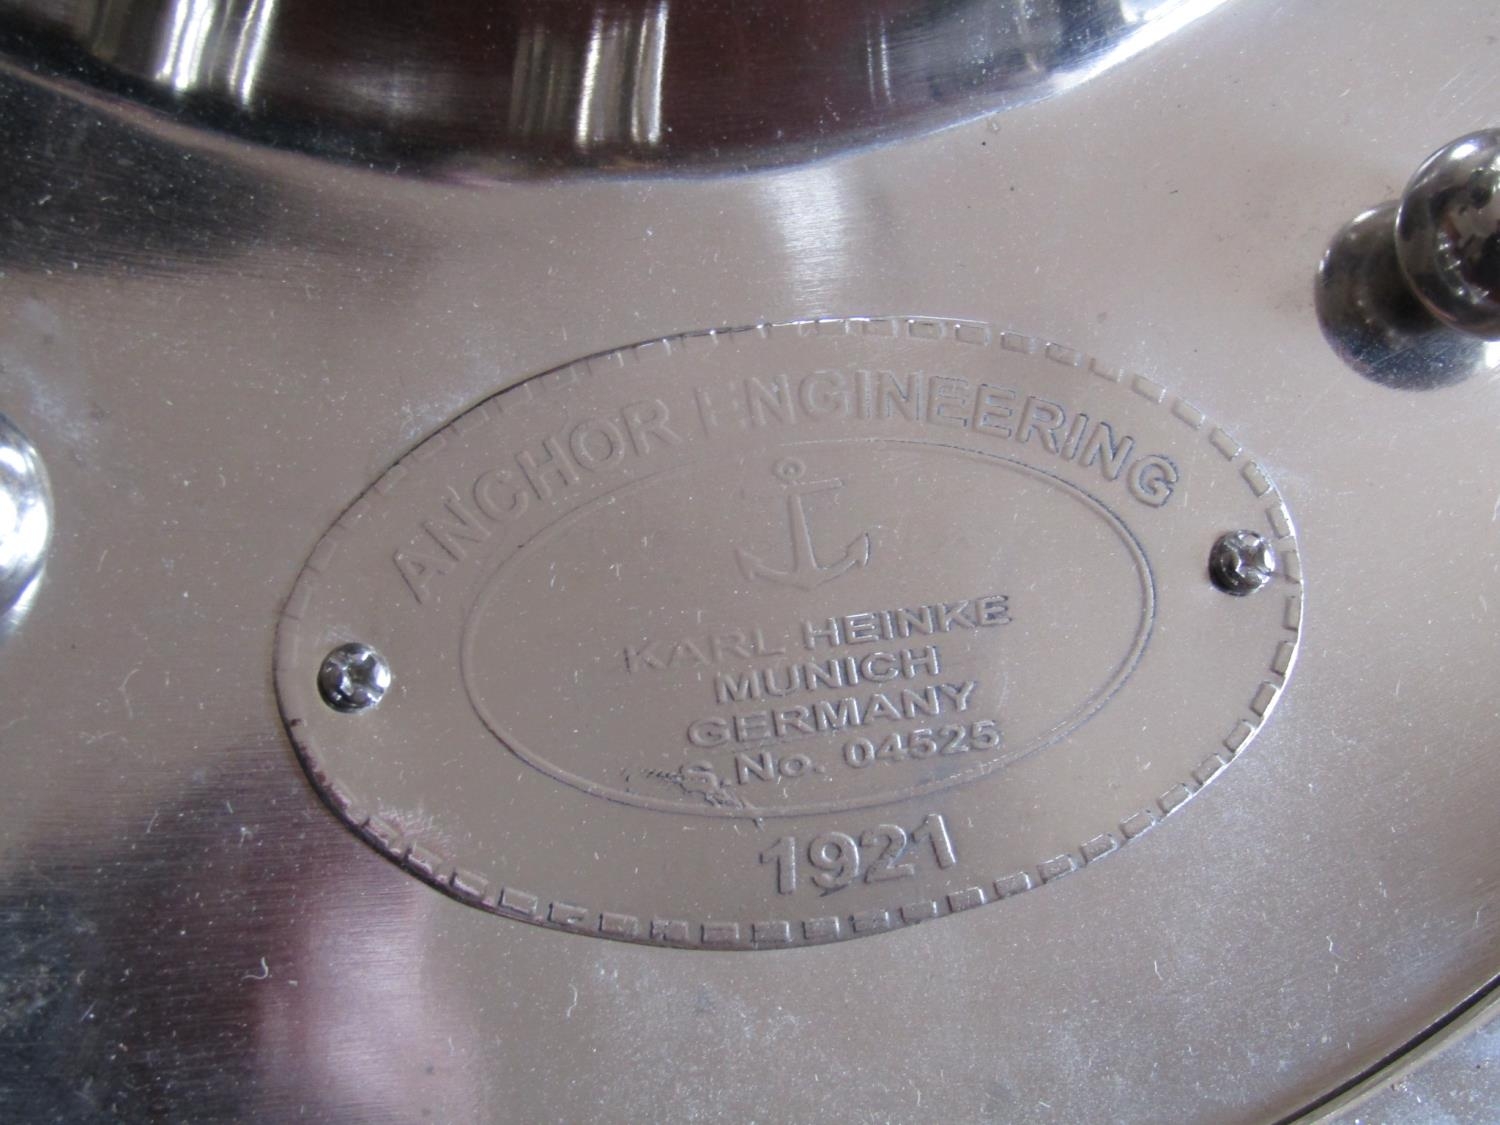 ANCHOR ENGINEERING
KARL HEINKE
MUNICH
GERMANY
S.No. 04525
1921